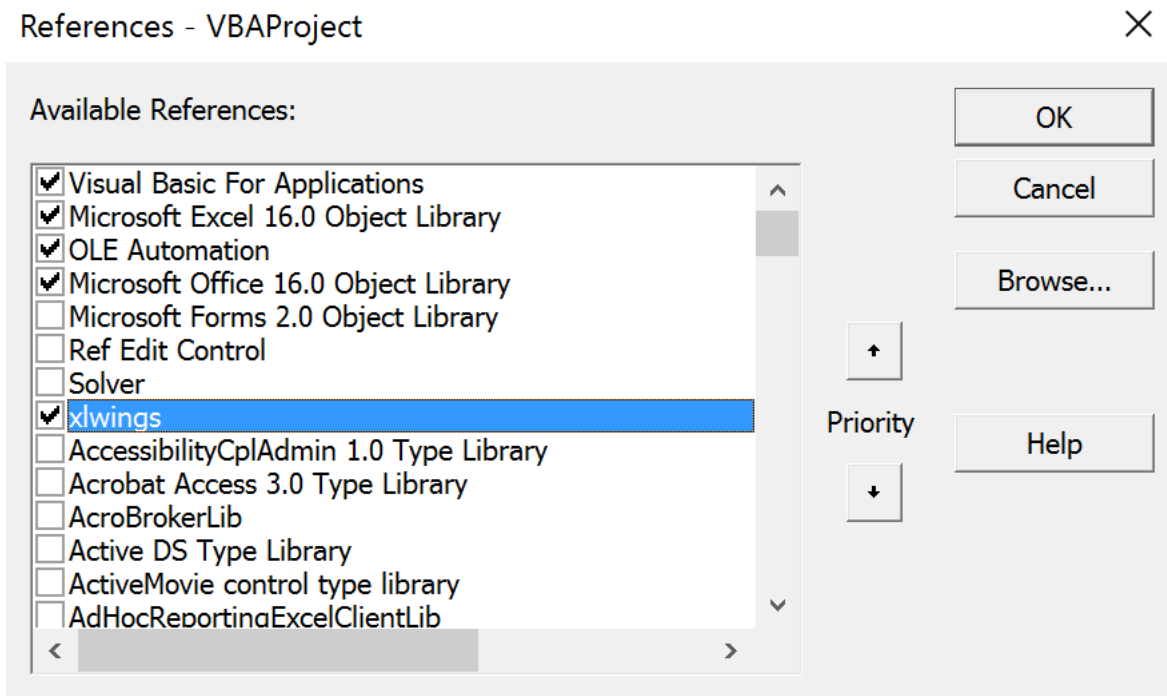 References - VBAProject
Available References:
Visual Basic For Applications
Microsoft Excel 16.0 Object Library
OLE Automation
Microsoft Office 16.0 Object Library
Microsoft Forms 2.0 Object Library
Ref Edit Control
Solver
xlwings
AccessibilityCplAdmin 1.0 Type Library
Acrobat Access 3.0 Type Library
AcroBrokerLib
Active DS Type Library
ActiveMovie control type library
AdHocReportingExcelClientLib
OK
Cancel
Browse...
Priority
Help